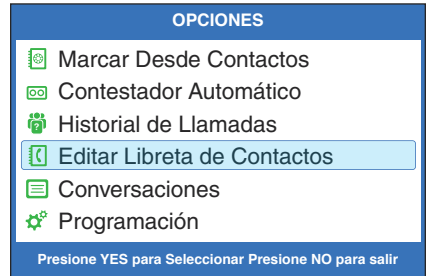 OPCIONES
Marcar Desde Contactos
Contestador Automático
Historial de Llamadas
Editar Libreta de Contactos
Conversaciones
Programación
Presione YES para Seleccionar Presione NO para salir